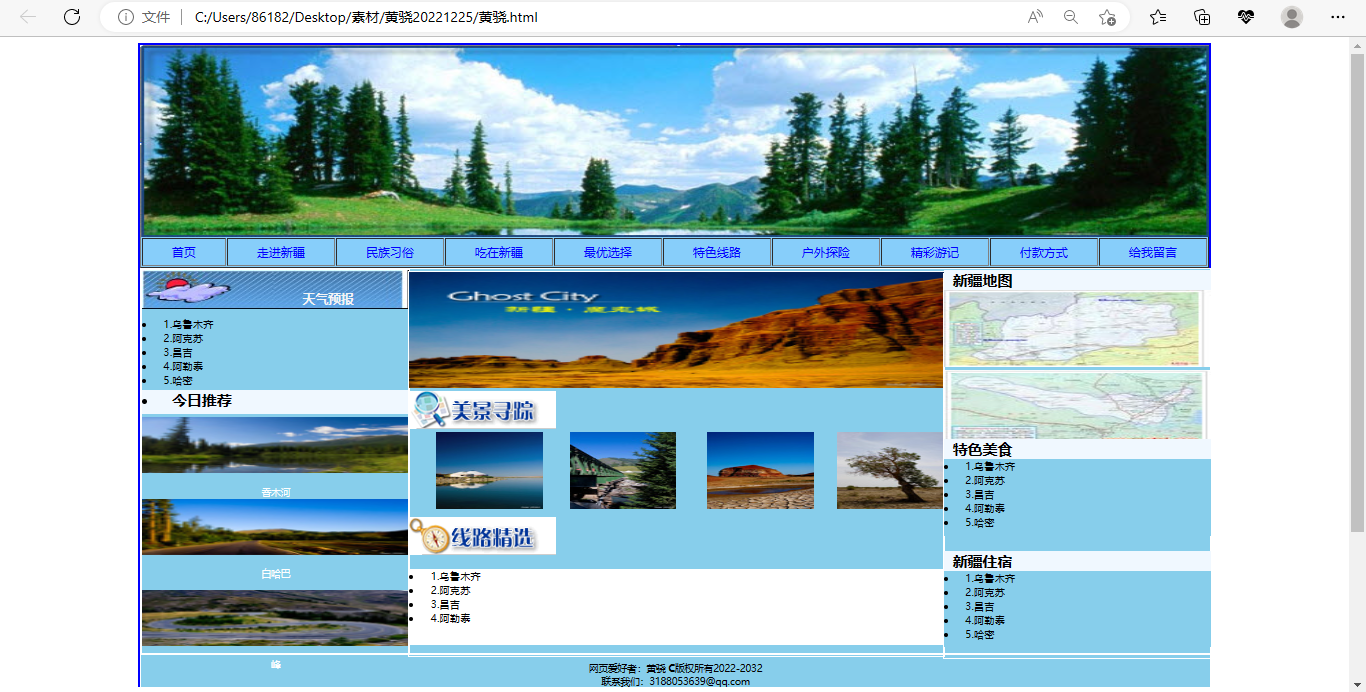 文件
C:/Users/86182/Desktop/素材/黄骁20221225/黄骁.html
首页 走进新疆 民族习俗 吃在新疆 最优选择 特色线路 户外探险 精彩游记 付款方式 给我留言
天气预报
1.乌鲁木齐
2.阿克苏
3.昌吉
4.阿勒泰
5.哈密
今日推荐
香木河
白哈巴
峰
Ghost City
新疆·魔鬼城
美景寻踪
线路精选
1.乌鲁木齐
2.阿克苏
3.昌吉
4.阿勒泰
新疆地图
特色美食
1.乌鲁木齐
2.阿克苏
3.昌吉
4.阿勒泰
5.哈密
新疆住宿
1.乌鲁木齐
2.阿克苏
3.昌吉
4.阿勒泰
5.哈密
网页爱好者：黄骁 C版权所有2022-2032
联系我们：3188053639@qq.com